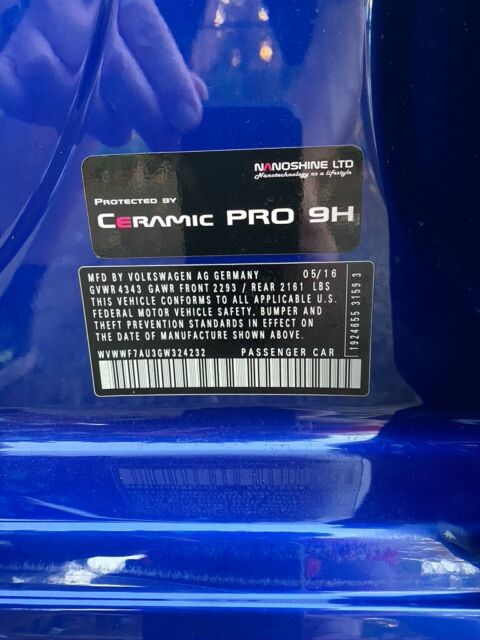 NANOSHINE LTD
Nanotechnology as a lifestyle
PROTECTED BY
CERAMIC PRO 9H
MFD BY VOLKSWAGEN AG GERMANY 05/16
GVWR 4343 GAWR FRONT 2293 / REAR 2161 LBS
THIS VEHICLE CONFORMS TO ALL APPLICABLE U.S.
FEDERAL MOTOR VEHICLE SAFETY, BUMPER AND
THEFT PREVENTION STANDARDS IN EFFECT ON
THE DATE OF MANUFACTURE SHOWN ABOVE.
WVWWF7AU3GW324232 PASSENGER CAR
1924655 3159 3